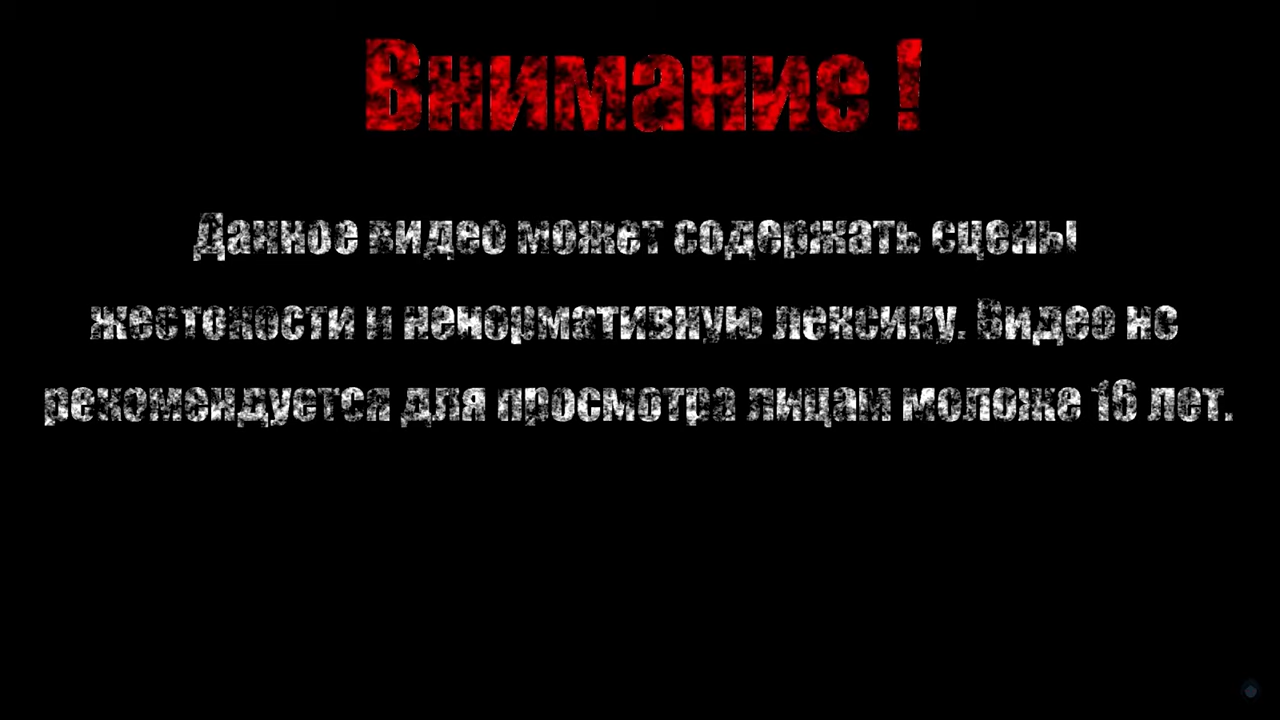 Внимание !
Данное видео может содержать сцены
жестокости и ненормативную лексику. Видео не
рекомендуется для просмотра лицам моложе 16 лет.